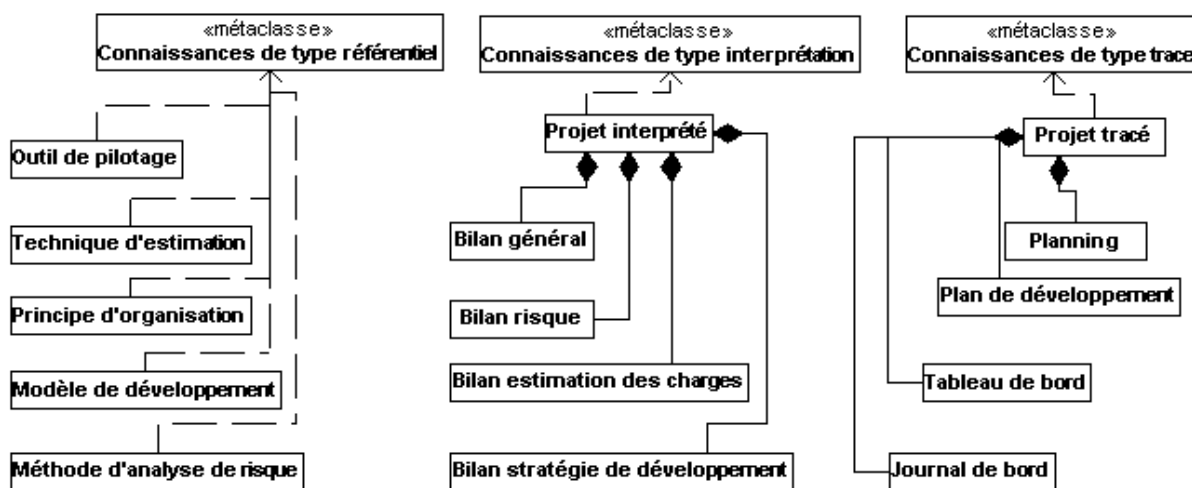 «métaclasse»
Connaissances de type référentiel
Outil de pilotage
Technique d'estimation
Principe d'organisation
Modèle de développement
Méthode d'analyse de risque
«métaclasse»
Connaissances de type interprétation
Projet interprété
Bilan général
Bilan risque
Bilan estimation des charges
Bilan stratégie de développement
«métaclasse»
Connaissances de type trace
Projet tracé
Planning
Plan de développement
Tableau de bord
Journal de bord